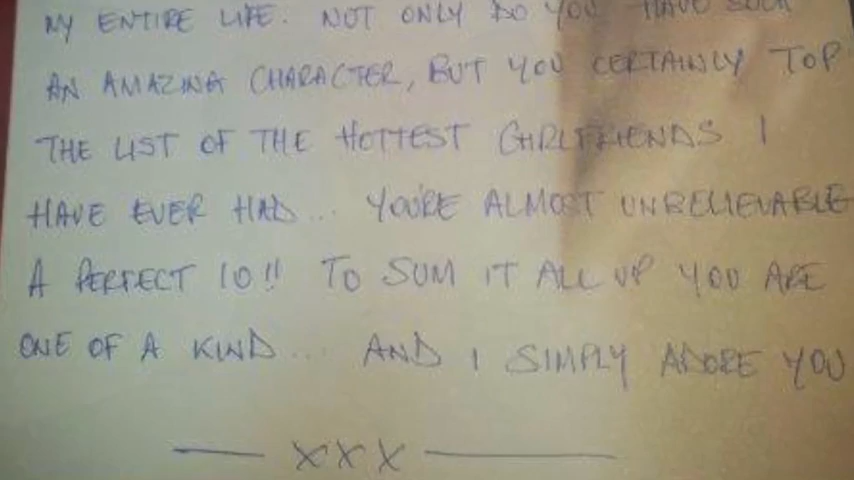 MY ENTIRE LIFE. NOT ONLY DO YOU HAVE SUCH
AN AMAZING CHARACTER, BUT YOU CERTAINLY TOP
THE LIST OF THE HOTTEST GIRLFRIENDS I
HAVE EVER HAD... YOU'RE ALMOST UNBELIEVABLE
A PERFECT 10!! TO SUM IT ALL UP YOU ARE
ONE OF A KIND... AND I SIMPLY ADORE YOU
— XXX —